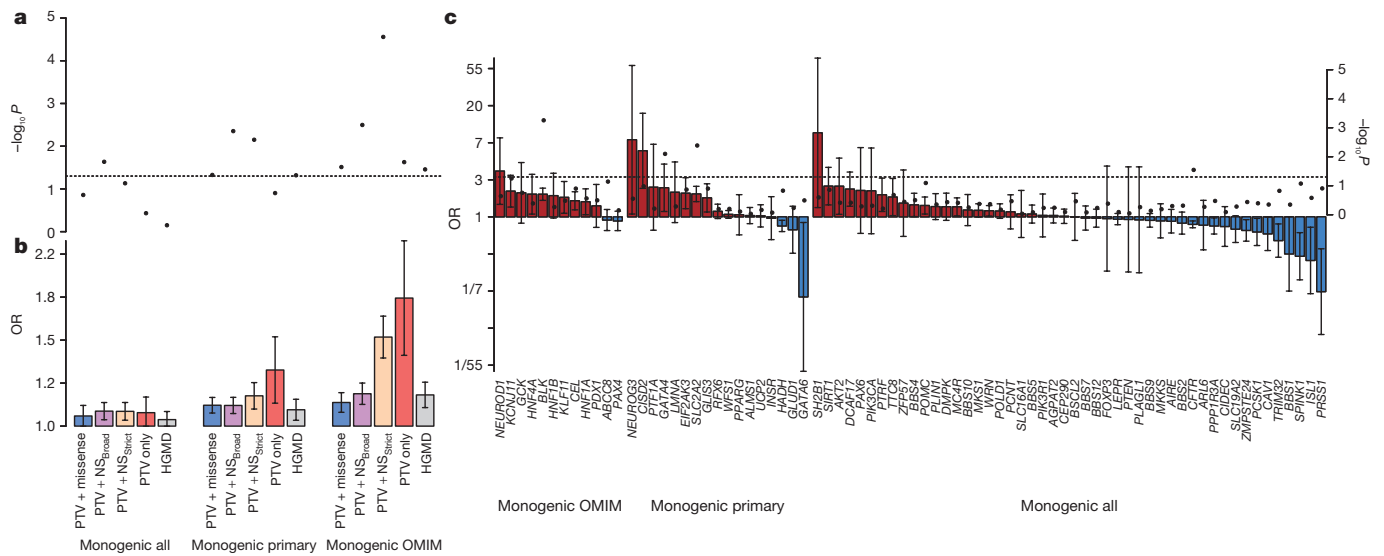 a
5
4
3
2
1
0
−log₁₀ P
b
2.2
1.8
1.5
1.2
1.0
OR
PTV + missense
PTV + NS_Broad
PTV + NS_Strict
PTV only
HGMD
PTV + missense
PTV + NS_Broad
PTV + NS_Strict
PTV only
HGMD
PTV + missense
PTV + NS_Broad
PTV + NS_Strict
PTV only
HGMD
Monogenic all
Monogenic primary
Monogenic OMIM
c
55
20
7
3
1
1/7
1/55
OR
5
4
3
2
1
0
−log₁₀ P
NEUROD1
KCNJ11
GCK
HNF4A
BLK
HNF1B
KLF11
CEL
HNF1A
PDX1
ABCC8
PAX4
NEUROG3
CISD2
PTF1A
GATA4
LMNA
EIF2AK3
SLC2A2
GLIS3
RFX6
WFS1
PPARG
ALMS1
UCP2
INSR
HADH
GLUD1
GATA6
SH2B1
SIRT1
AKT2
DCAF17
PAX6
PIK3CA
PTRF
TTC8
ZFP57
BBS4
POMC
PLIN1
DMPK
MC4R
BBS10
MKS1
WRN
POLD1
PCNT
SLC16A1
BBS5
PIK3R1
AGPAT2
CEP290
BSCL2
BBS7
BBS12
FOXP3
LEPR
PTEN
PLAGL1
BBS9
MKKS
AIRE
BBS2
CFTR
ARL6
PPP1R3A
CIDEC
SLC19A2
ZMPSTE24
PCSK1
CAV1
TRIM32
BBS1
SPINK1
ISL1
PRSS1
Monogenic OMIM
Monogenic primary
Monogenic all